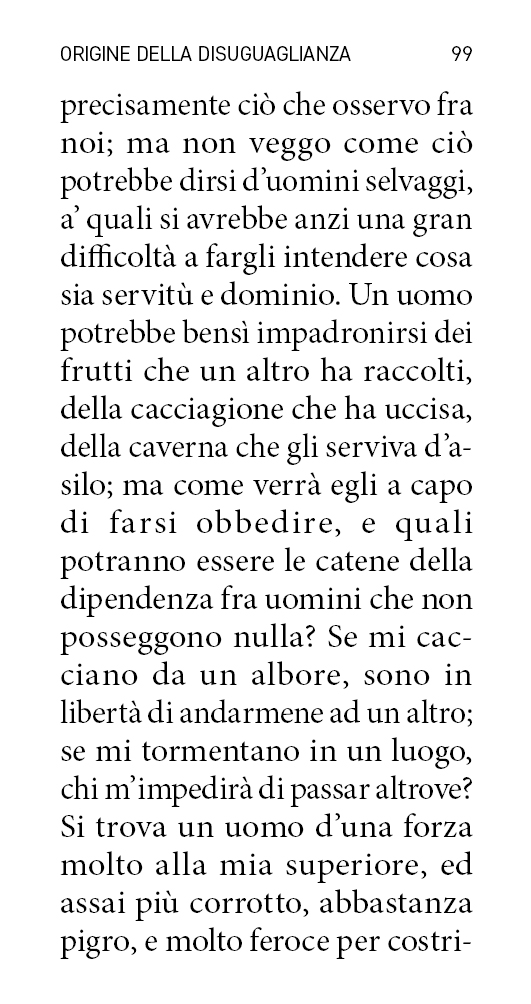 ORIGINE DELLA DISUGUAGLIANZA 99
precisamente ciò che osservo fra
noi; ma non veggo come ciò
potrebbe dirsi d’uomini selvaggi,
a’ quali si avrebbe anzi una gran
difficoltà a fargli intendere cosa
sia servitù e dominio. Un uomo
potrebbe bensì impadronirsi dei
frutti che un altro ha raccolti,
della cacciagione che ha uccisa,
della caverna che gli serviva d’a-
silo; ma come verrà egli a capo
di farsi obbedire, e quali
potranno essere le catene della
dipendenza fra uomini che non
posseggono nulla? Se mi cac-
ciano da un albore, sono in
libertà di andarmene ad un altro;
se mi tormentano in un luogo,
chi m’impedirà di passar altrove?
Si trova un uomo d’una forza
molto alla mia superiore, ed
assai più corrotto, abbastanza
pigro, e molto feroce per costri-